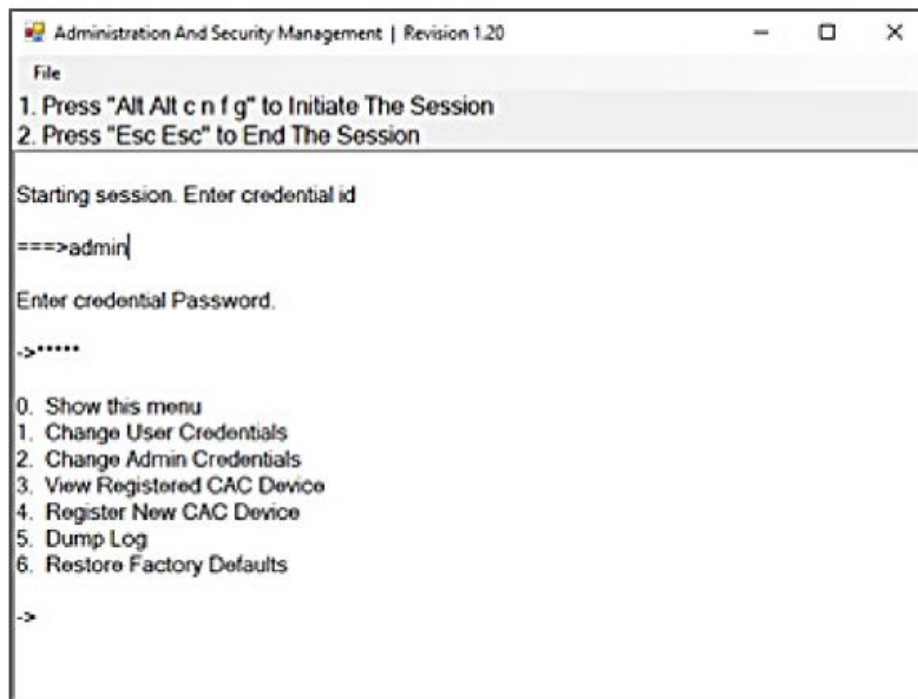 Administration And Security Management | Revision 1.20
File
1. Press "Alt Alt c n f g" to Initiate The Session
2. Press "Esc Esc" to End The Session
Starting session. Enter credential id
===>admin
Enter credential Password.
->*****
0. Show this menu
1. Change User Credentials
2. Change Admin Credentials
3. View Registered CAC Device
4. Register New CAC Device
5. Dump Log
6. Restore Factory Defaults
->